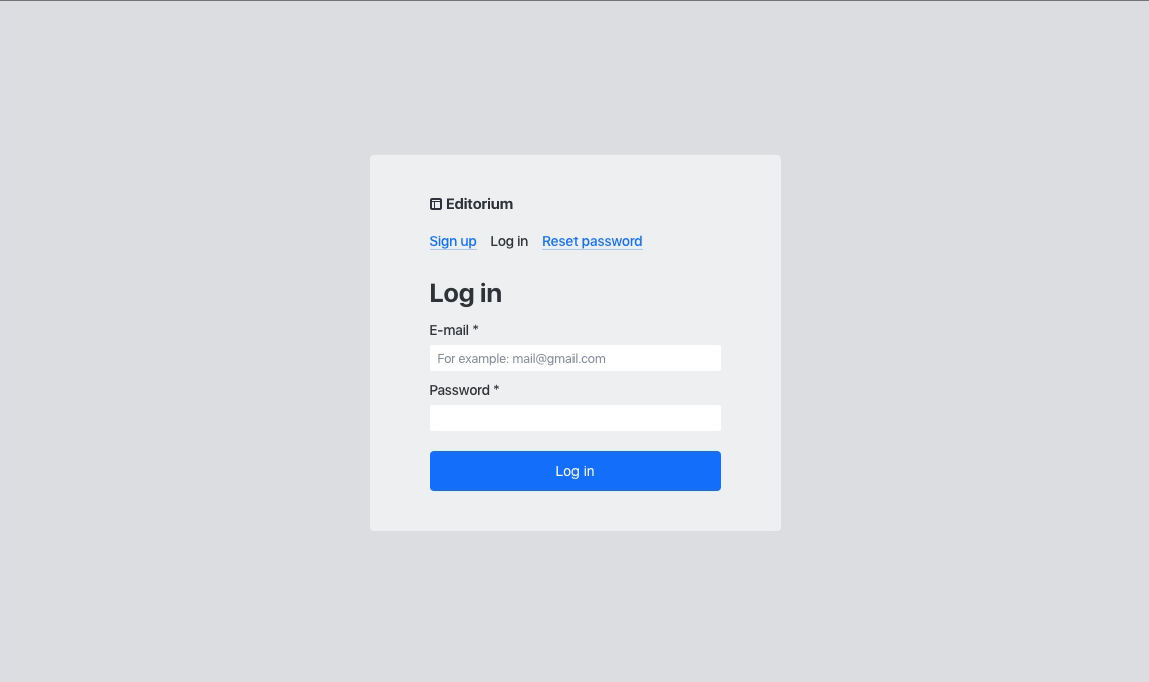 Editorium
Sign up Log in Reset password
Log in
E-mail *
For example: mail@gmail.com
Password *
Log in